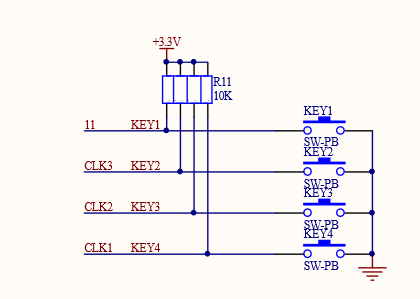 +3.3V
R11
10K
11 KEY1
KEY1
SW-PB
CLK3 KEY2
KEY2
SW-PB
CLK2 KEY3
KEY3
SW-PB
CLK1 KEY4
KEY4
SW-PB